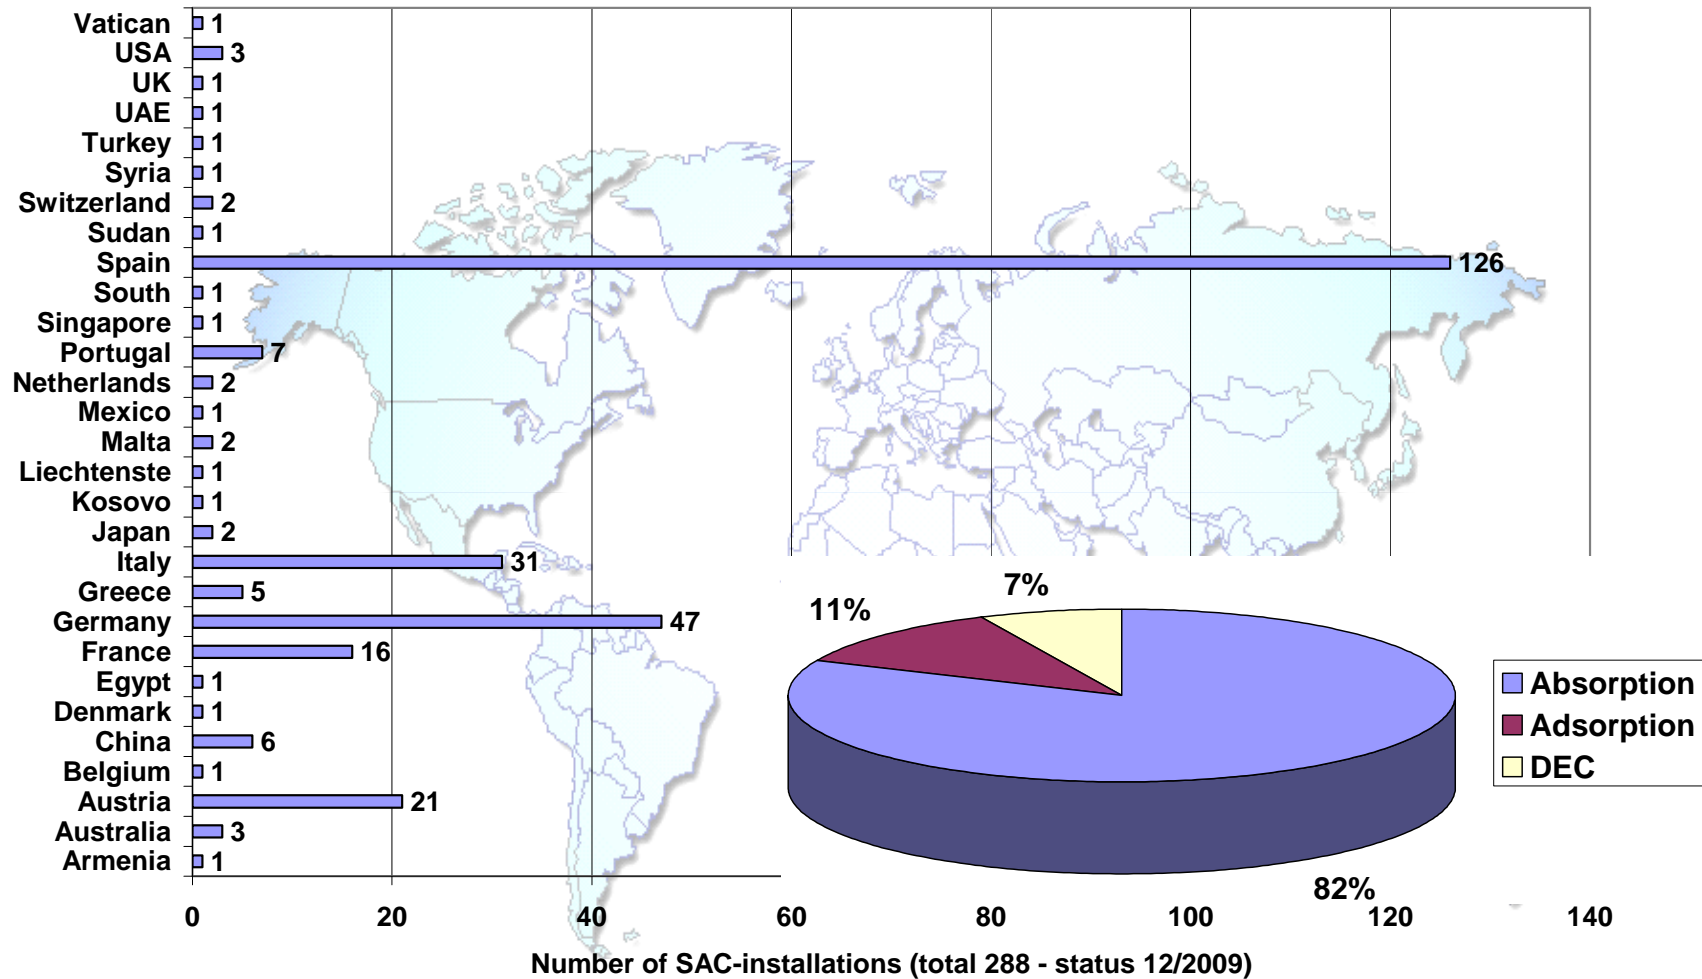 Vatican 1
USA 3
UK 1
UAE 1
Turkey 1
Syria 1
Switzerland 2
Sudan 1
Spain 126
South 1
Singapore 1
Portugal 7
Netherlands 2
Mexico 1
Malta 2
Liechtenste 1
Kosovo 1
Japan 2
Italy 31
Greece 5
Germany 47
France 16
Egypt 1
Denmark 1
China 6
Belgium 1
Austria 21
Australia 3
Armenia 1
7%
11%
82%
Absorption
Adsorption
DEC
0 20 40 60 80 100 120 140
Number of SAC-installations (total 288 - status 12/2009)